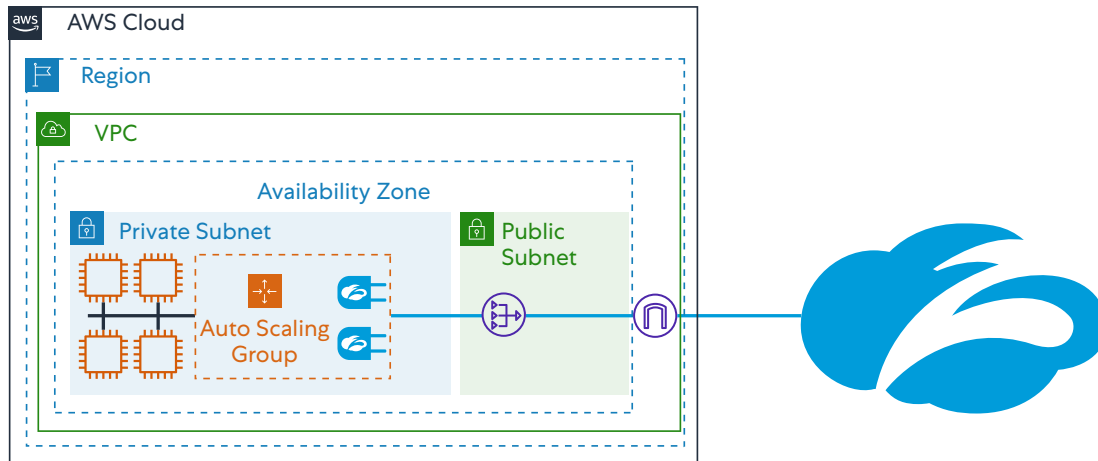 aws
AWS Cloud
Region
VPC
Availability Zone
Private Subnet
Public
Subnet
Auto Scaling
Group